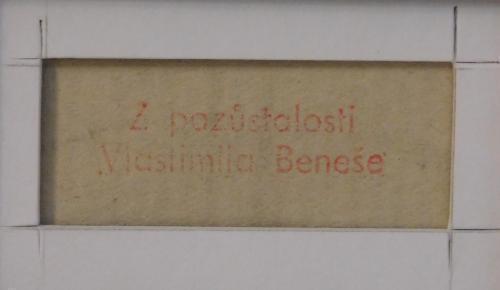 Z pozůstalosti
Vlastimila Beneše